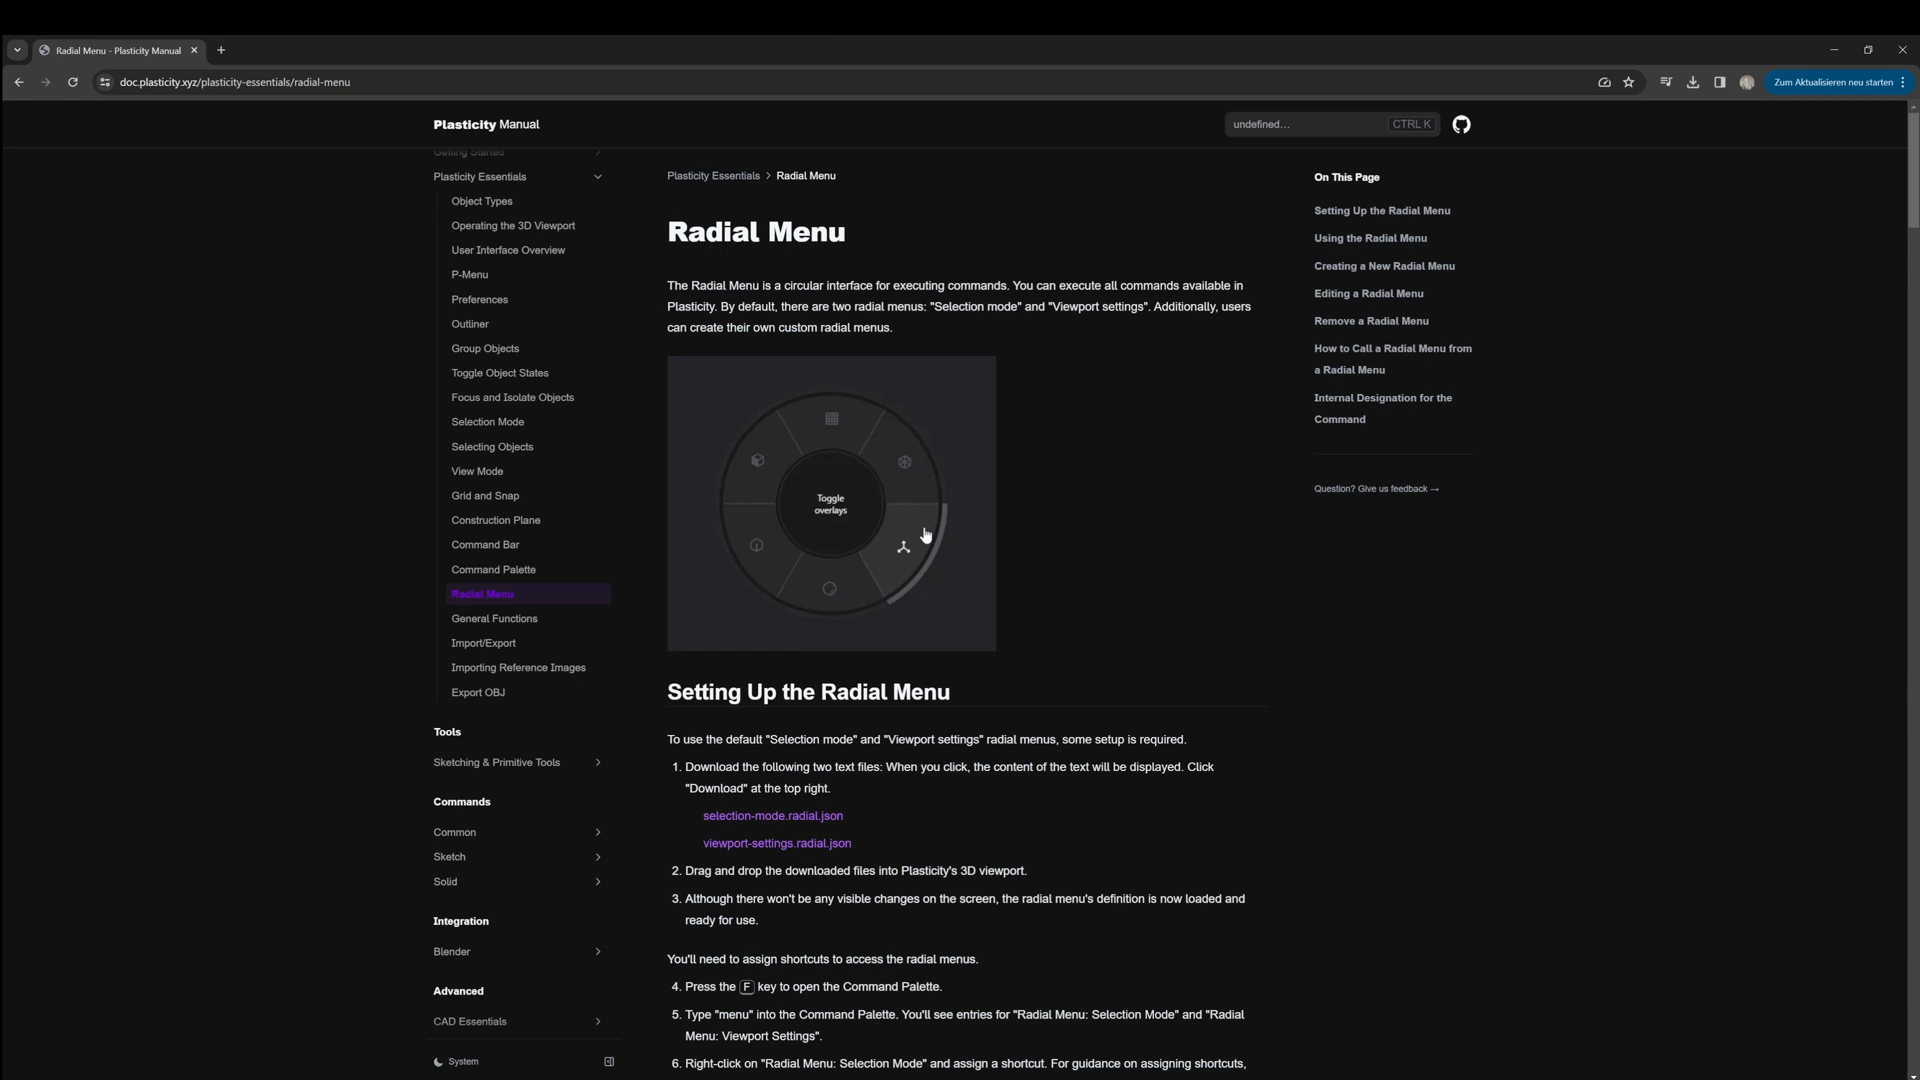 Radial Menu - Plasticity Manual
doc.plasticity.xyz/plasticity-essentials/radial-menu
Zum Aktualisieren neu starten
Plasticity Manual
undefined...
CTRL K
Getting Started
Plasticity Essentials
Object Types
Operating the 3D Viewport
User Interface Overview
P-Menu
Preferences
Outliner
Group Objects
Toggle Object States
Focus and Isolate Objects
Selection Mode
Selecting Objects
View Mode
Grid and Snap
Construction Plane
Command Bar
Command Palette
Radial Menu
General Functions
Import/Export
Importing Reference Images
Export OBJ
Tools
Sketching & Primitive Tools
Commands
Common
Sketch
Solid
Integration
Blender
Advanced
CAD Essentials
System
Plasticity Essentials > Radial Menu
Radial Menu
The Radial Menu is a circular interface for executing commands. You can execute all commands available in
Plasticity. By default, there are two radial menus: "Selection mode" and "Viewport settings". Additionally, users
can create their own custom radial menus.
Toggle
overlays
Setting Up the Radial Menu
To use the default "Selection mode" and "Viewport settings" radial menus, some setup is required.
1. Download the following two text files: When you click, the content of the text will be displayed. Click
"Download" at the top right.
selection-mode.radial.json
viewport-settings.radial.json
2. Drag and drop the downloaded files into Plasticity's 3D viewport.
3. Although there won't be any visible changes on the screen, the radial menu's definition is now loaded and
ready for use.
You'll need to assign shortcuts to access the radial menus.
4. Press the F key to open the Command Palette.
5. Type "menu" into the Command Palette. You'll see entries for "Radial Menu: Selection Mode" and "Radial
Menu: Viewport Settings".
6. Right-click on "Radial Menu: Selection Mode" and assign a shortcut. For guidance on assigning shortcuts,
On This Page
Setting Up the Radial Menu
Using the Radial Menu
Creating a New Radial Menu
Editing a Radial Menu
Remove a Radial Menu
How to Call a Radial Menu from
a Radial Menu
Internal Designation for the
Command
Question? Give us feedback →